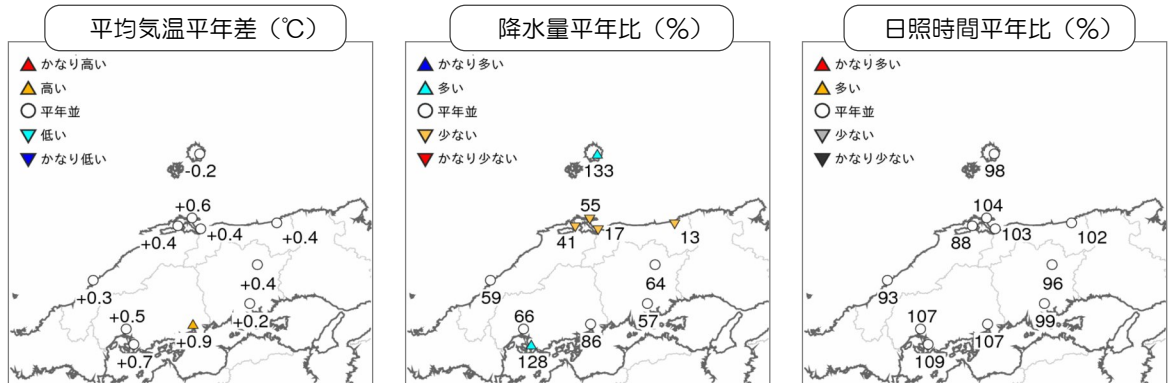 平均気温平年差（℃）
かなり高い
高い
平年並
低い
かなり低い
-0.2
+0.6
+0.4
+0.4
+0.4
+0.4
+0.3
+0.5
+0.2
+0.9
+0.7
降水量平年比（％）
かなり多い
多い
平年並
少ない
かなり少ない
133
55
41
17
13
64
59
66
57
86
128
日照時間平年比（％）
かなり多い
多い
平年並
少ない
かなり少ない
98
104
88
103
102
96
93
107
99
107
109